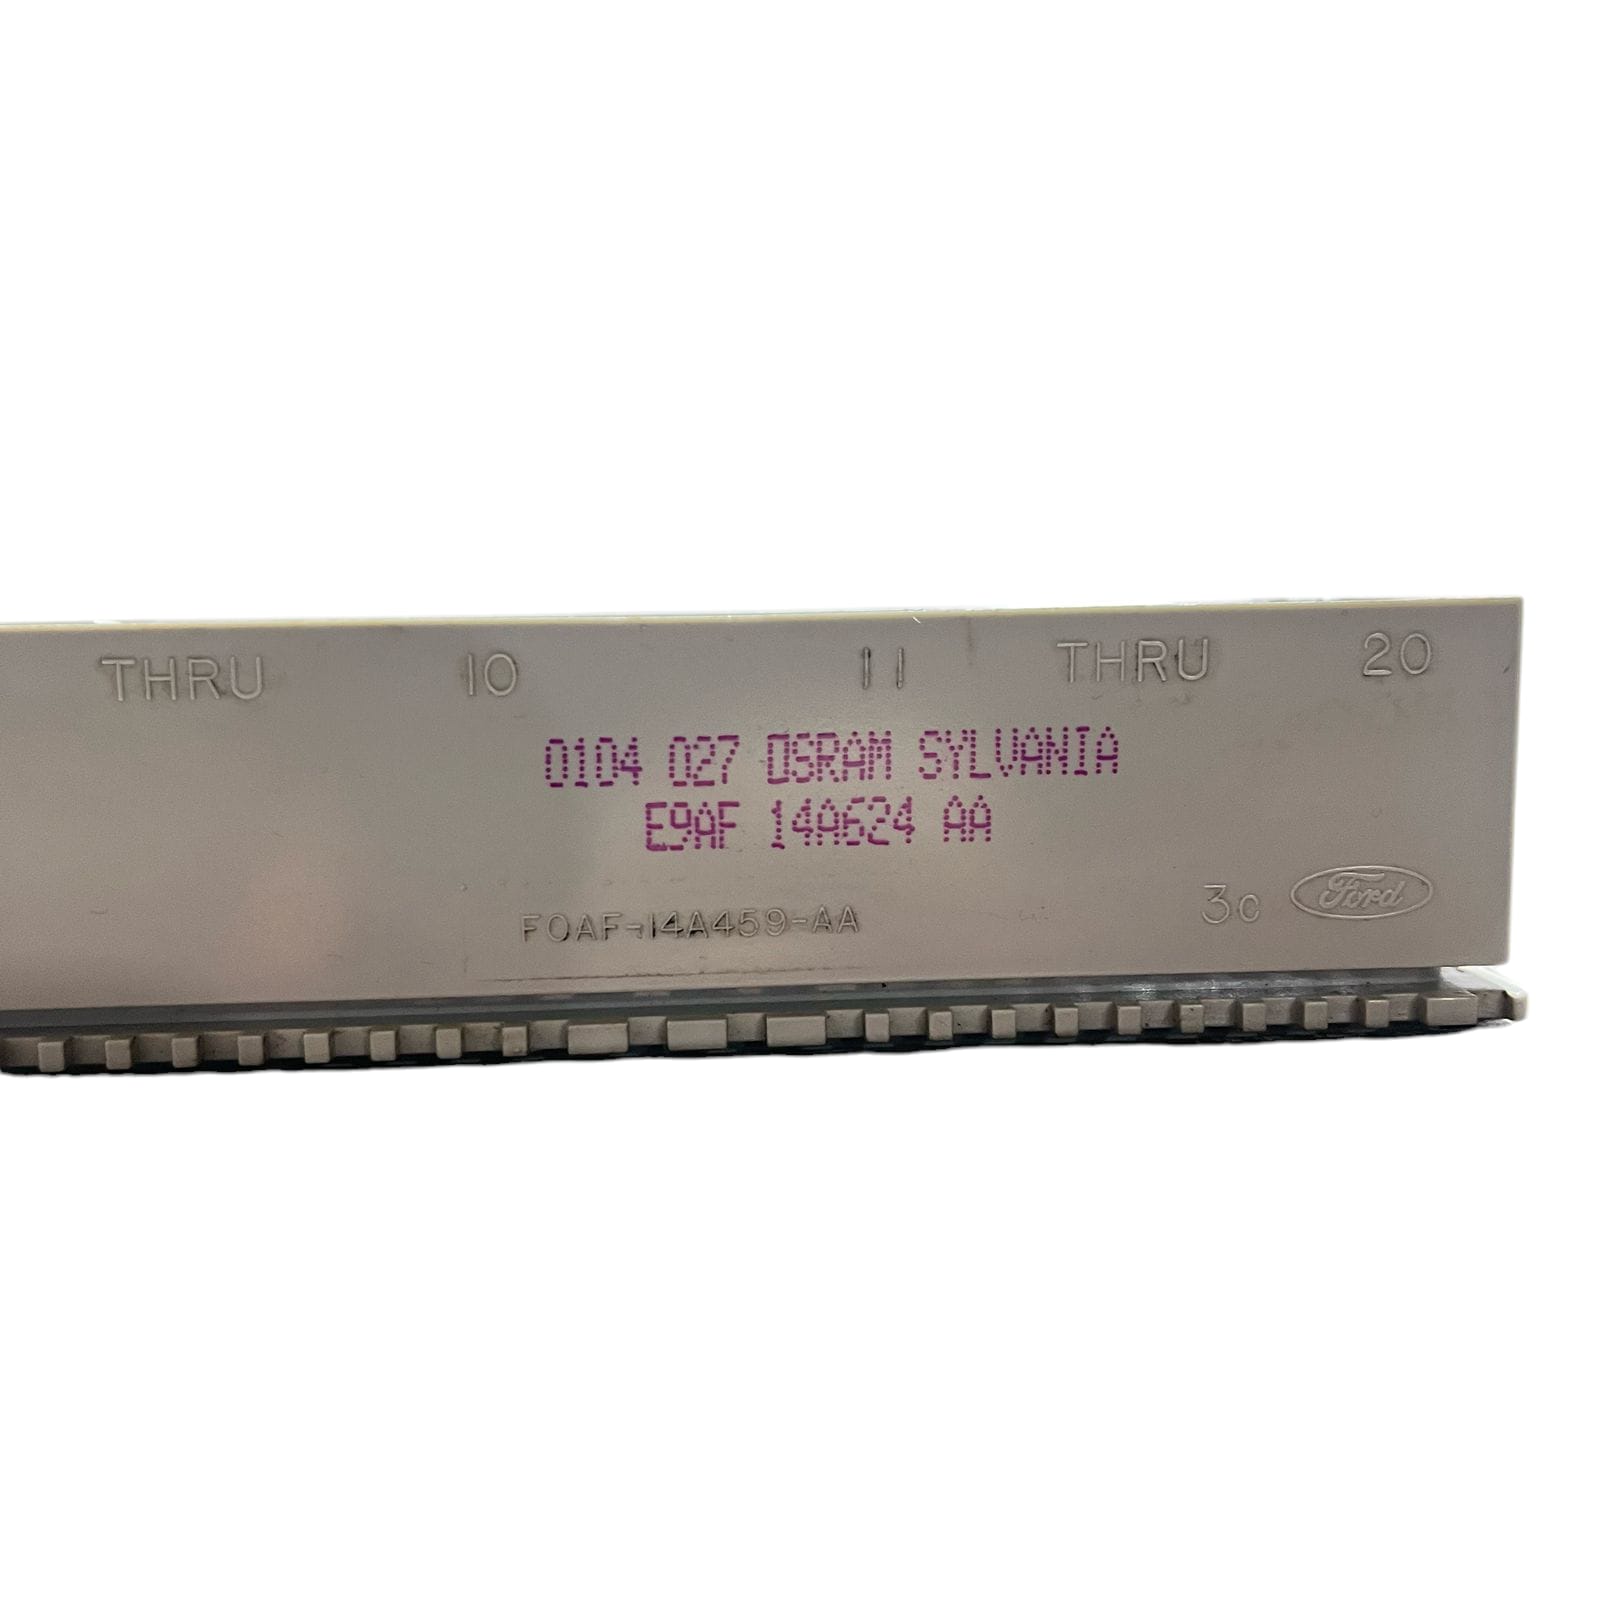 THRU 10 11 THRU 20
0104 027 OSRAM SYLVANIA
E9AF 14A624 AA
F0AF-14A459-AA
3C Ford